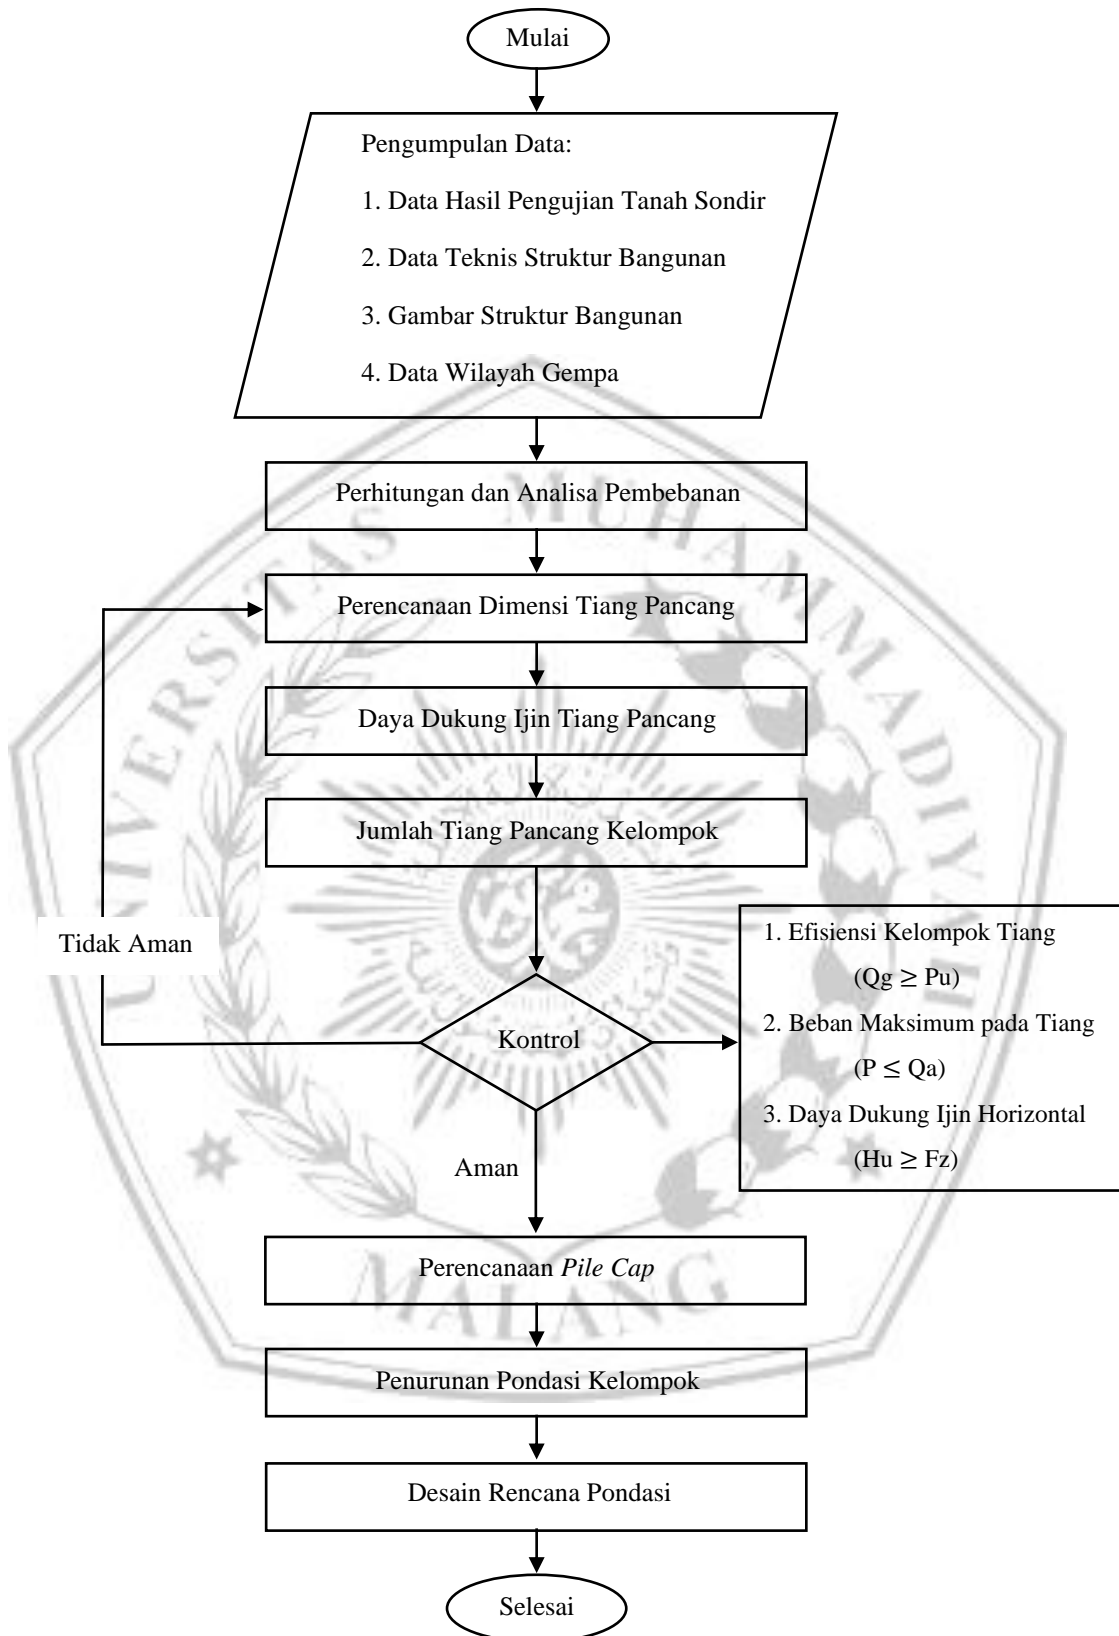 Mulai
Pengumpulan Data:
1. Data Hasil Pengujian Tanah Sondir
2. Data Teknis Struktur Bangunan
3. Gambar Struktur Bangunan
4. Data Wilayah Gempa
Perhitungan dan Analisa Pembebanan
Perencanaan Dimensi Tiang Pancang
Daya Dukung Ijin Tiang Pancang
Jumlah Tiang Pancang Kelompok
Tidak Aman
Kontrol
1. Efisiensi Kelompok Tiang
(Qg ≥ Pu)
2. Beban Maksimum pada Tiang
(P ≤ Qa)
3. Daya Dukung Ijin Horizontal
(Hu ≥ Fz)
Aman
Perencanaan Pile Cap
Penurunan Pondasi Kelompok
Desain Rencana Pondasi
Selesai
UNIVERSITAS MUHAMMADIYAH
MALANG